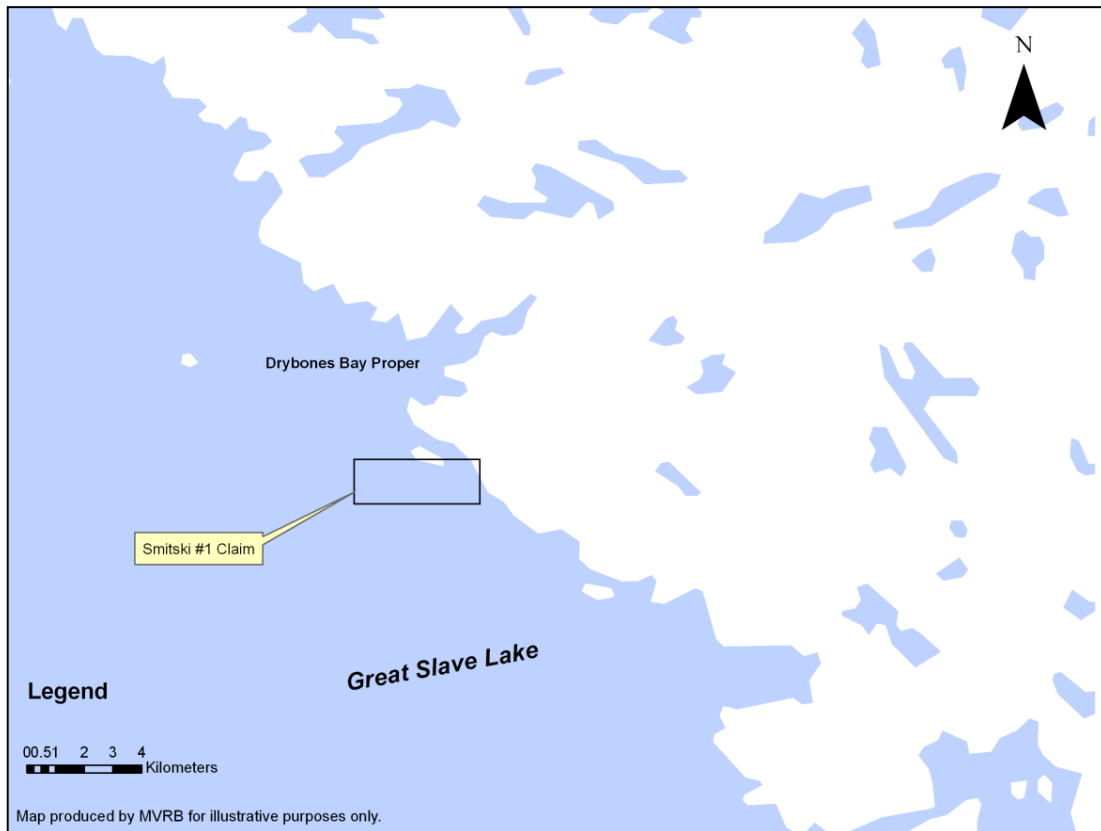 N
Drybones Bay Proper
Smitski #1 Claim
Great Slave Lake
Legend
00.51 2 3 4
Kilometers
Map produced by MVRB for illustrative purposes only.